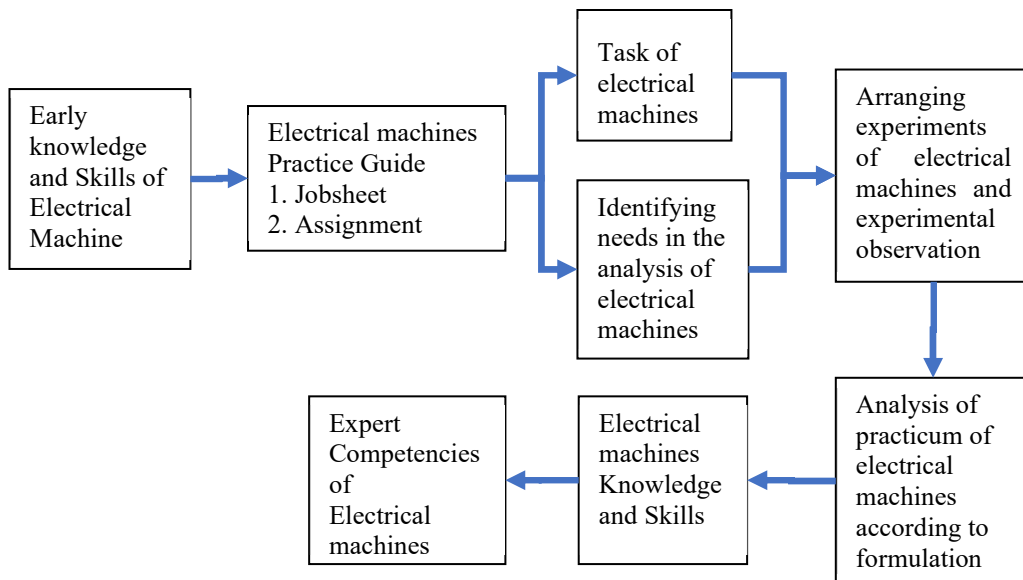 Early
knowledge
and Skills of
Electrical
Machine
Electrical machines
Practice Guide
1. Jobsheet
2. Assignment
Task of
electrical
machines
Identifying
needs in the
analysis of
electrical
machines
Arranging
experiments
of electrical
machines and
experimental
observation
Analysis of
practicum of
electrical
machines
according to
formulation
Electrical
machines
Knowledge
and Skills
Expert
Competencies
of
Electrical
machines